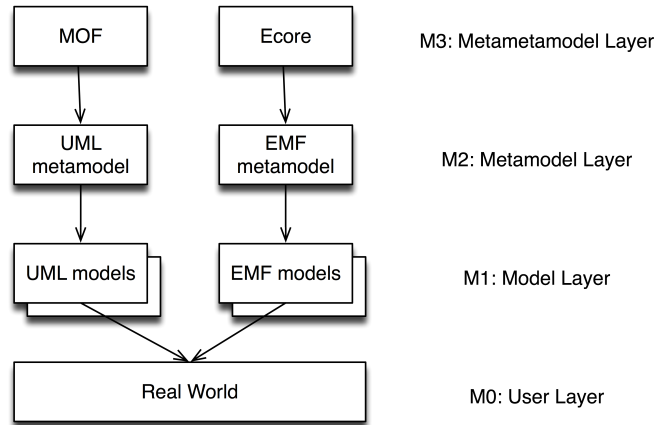 MOF
Ecore
M3: Metametamodel Layer
UML
metamodel
EMF
metamodel
M2: Metamodel Layer
UML models
EMF models
M1: Model Layer
Real World
M0: User Layer